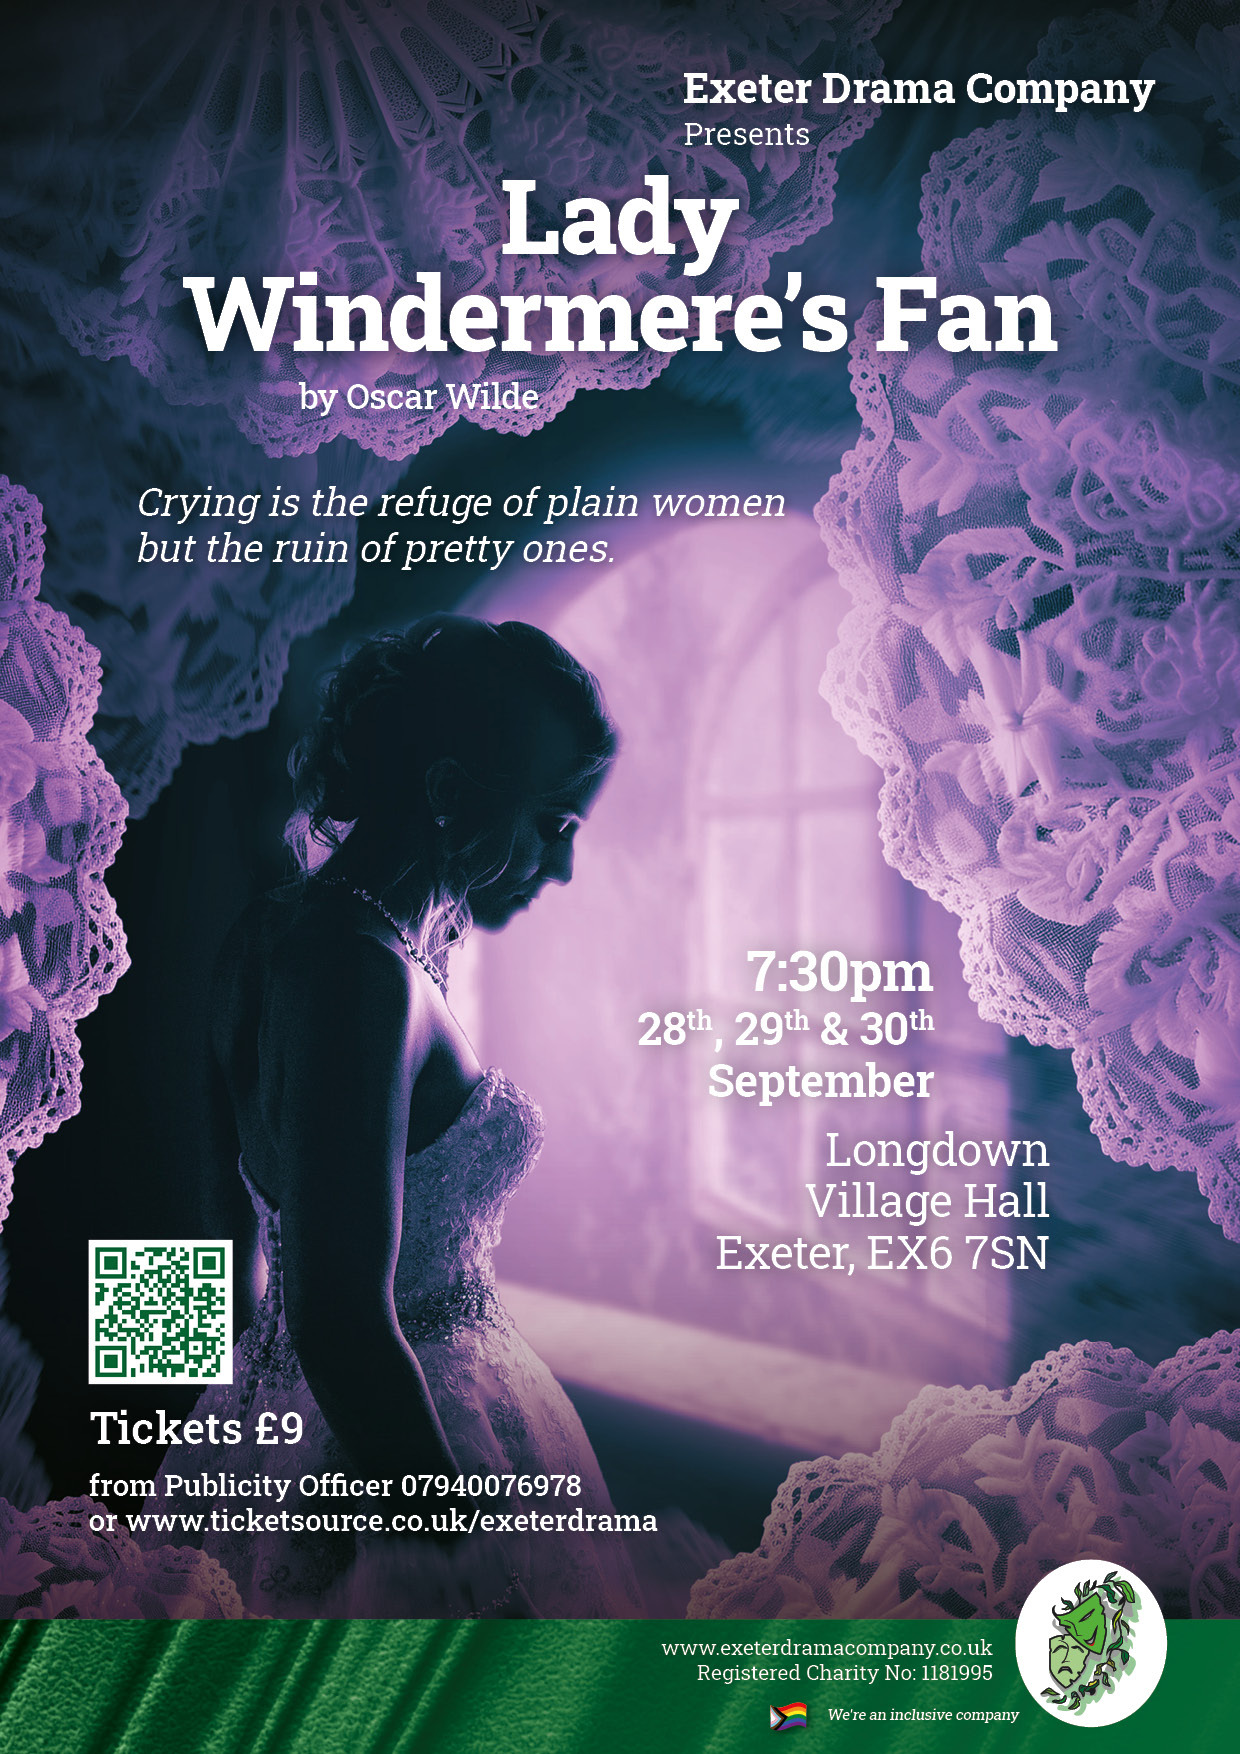 Exeter Drama Company
Presents
Lady
Windermere's Fan
by Oscar Wilde
Crying is the refuge of plain women
but the ruin of pretty ones.
7:30pm
28th, 29th & 30th
September
Longdown
Village Hall
Exeter, EX6 7SN
Tickets £9
from Publicity Officer 07940076978
or www.ticketsource.co.uk/exeterdrama
www.exeterdramacompany.co.uk
Registered Charity No: 1181995
We're an inclusive company